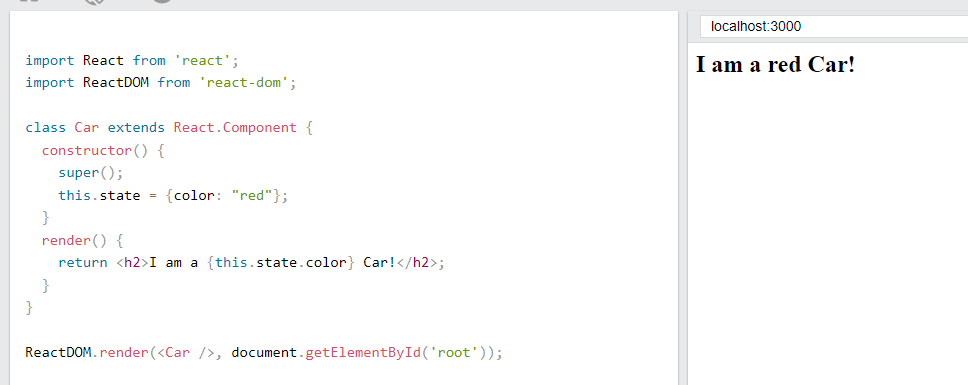 import React from 'react';
import ReactDOM from 'react-dom';
class Car extends React.Component {
constructor() {
super();
this.state = {color: "red"};
}
render() {
return <h2>I am a {this.state.color} Car!</h2>;
}
}
ReactDOM.render(<Car />, document.getElementById('root'));
localhost:3000
I am a red Car!